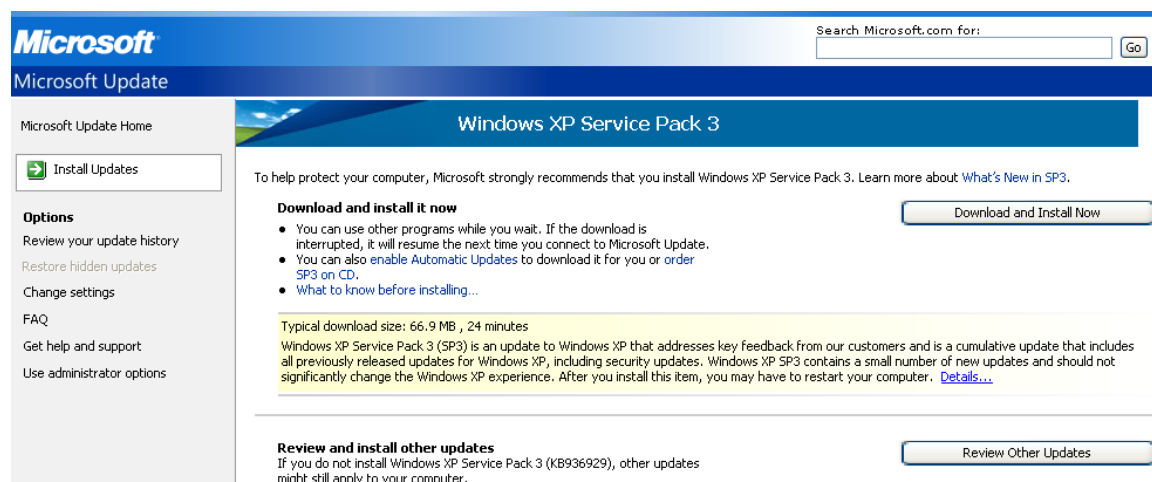 Microsoft
Search Microsoft.com for:
Go
Microsoft Update
Microsoft Update Home
Install Updates
Options
Review your update history
Restore hidden updates
Change settings
FAQ
Get help and support
Use administrator options
Windows XP Service Pack 3
To help protect your computer, Microsoft strongly recommends that you install Windows XP Service Pack 3. Learn more about What's New in SP3.
Download and install it now
Download and Install Now
• You can use other programs while you wait. If the download is
interrupted, it will resume the next time you connect to Microsoft Update.
• You can also enable Automatic Updates to download it for you or order
SP3 on CD.
• What to know before installing...
Typical download size: 66.9 MB , 24 minutes
Windows XP Service Pack 3 (SP3) is an update to Windows XP that addresses key feedback from our customers and is a cumulative update that includes
all previously released updates for Windows XP, including security updates. Windows XP SP3 contains a small number of new updates and should not
significantly change the Windows XP experience. After you install this item, you may have to restart your computer. Details...
Review and install other updates
Review Other Updates
If you do not install Windows XP Service Pack 3 (KB936929), other updates
might still apply to your computer.